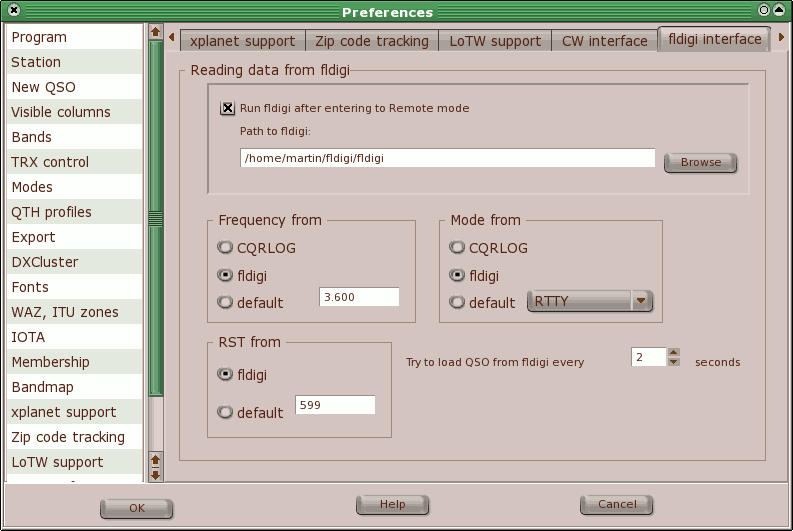 Preferences
Program
Station
New QSO
Visible columns
Bands
TRX control
Modes
QTH profiles
Export
DXCluster
Fonts
WAZ, ITU zones
IOTA
Membership
Bandmap
xplanet support
Zip code tracking
LoTW support
xplanet support Zip code tracking LoTW support CW interface fldigi interface
Reading data from fldigi
Run fldigi after entering to Remote mode
Path to fldigi:
/home/martin/fldigi/fldigi Browse
Frequency from
CQRLOG
fldigi
default 3.600
Mode from
CQRLOG
fldigi
default RTTY
RST from
fldigi
default 599
Try to load QSO from fldigi every 2 seconds
OK Help Cancel